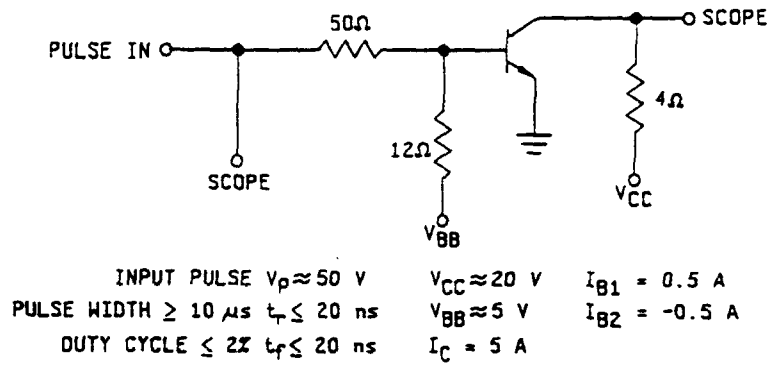 50Ω
SCOPE
PULSE IN
4Ω
12Ω
SCOPE
VCC
VBB
INPUT PULSE Vp≈50 V VCC≈20 V IB1 = 0.5 A
PULSE WIDTH ≥ 10 μs tr≤ 20 ns VBB≈5 V IB2 = -0.5 A
DUTY CYCLE ≤ 2% tf≤ 20 ns IC = 5 A